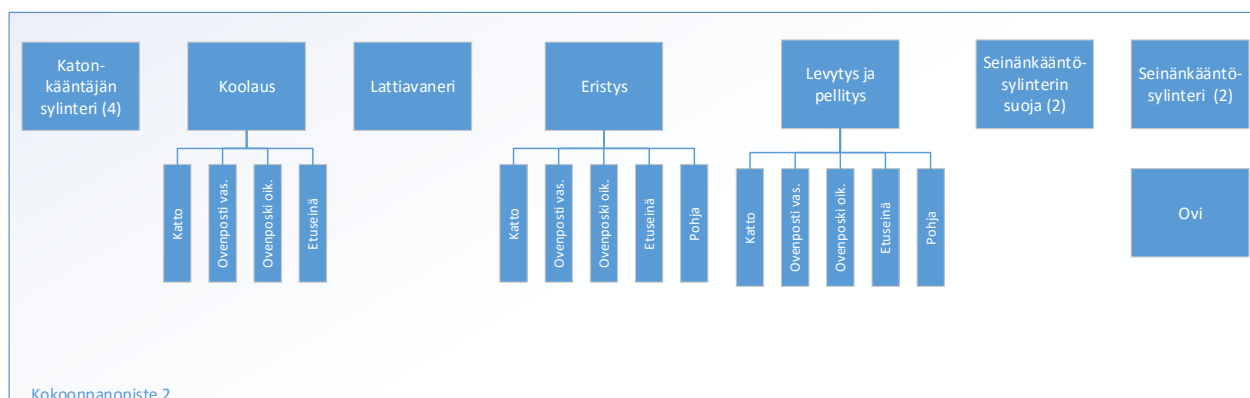 Katon-
kääntäjän
sylinteri (4)
Koolaus
Lattiavaneri
Eristys
Levytys ja
pellitys
Seinänkääntö-
sylinterin
suoja (2)
Seinänkääntö-
sylinteri (2)
Katto
Ovenposti vas.
Ovenposki oik.
Etuseinä
Katto
Ovenposti vas.
Ovenposki oik.
Etuseinä
Pohja
Katto
Ovenposti vas.
Ovenposki oik.
Etuseinä
Pohja
Ovi
Kokoonpanopiste 2